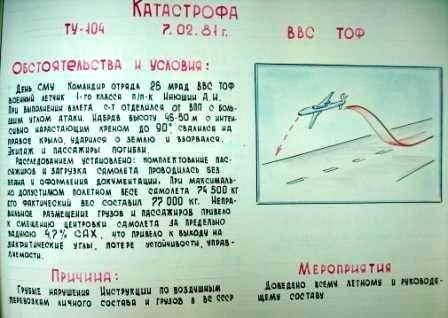 КАТАСТРОФА
ТУ-104 7.02.81г. ВВС ТОФ
ОБСТОЯТЕЛЬСТВА И УСЛОВИЯ:
ДЕНЬ СМУ КОМАНДИР ОТРЯДА 25 МРАД ВВС ТОФ
ВОЕННЫЙ ЛЕТЧИК 1-ГО КЛАССА П/П-К ИНЮШИН А.И.
ПРИ ВЫПОЛНЕНИИ ВЗЛЕТА С-Т ОТДЕЛИЛСЯ ОТ ВПП С БОЛЬ-
ШИМ УГЛОМ АТАКИ. НАБРАВ ВЫСОТУ 45-50 М С ИНТЕН-
СИВНО НАРАСТАЮЩИМ КРЕНОМ ДО 90° СВАЛИЛСЯ НА
ПРАВОЕ КРЫЛО, УДАРИЛСЯ О ЗЕМЛЮ И ВЗОРВАЛСЯ.
ЭКИПАЖ И ПАССАЖИРЫ ПОГИБЛИ.
РАССЛЕДОВАНИЕМ УСТАНОВЛЕНО: КОМПЛЕКТОВАНИЕ ПАС-
САЖИРОВ И ЗАГРУЗКА САМОЛЕТА ПРОВОДИЛАСЬ БЕЗ
ПЛАНА И ОФОРМЛЕНИЯ ДОКУМЕНТАЦИИ. ПРИ МАКСИМАЛЬ-
НО ДОПУСТИМОМ ПОЛЕТНОМ ВЕСЕ САМОЛЕТА 74 500 КГ
ЕГО ФАКТИЧЕСКИЙ ВЕС СОСТАВИЛ 77 000 КГ. НЕПРА-
ВИЛЬНОЕ РАЗМЕЩЕНИЕ ГРУЗОВ И ПАССАЖИРОВ ПРИВЕЛО
К СМЕЩЕНИЮ ЦЕНТРОВКИ САМОЛЕТА ЗА ПРЕДЕЛЬНО
ЗАДНЮЮ 47% САХ, ЧТО ПРИВЕЛО К ВЫХОДУ НА
ЗАКРИТИЧЕСКИЕ УГЛЫ, ПОТЕРЕ УСТОЙЧИВОСТИ, УПРАВ-
ЛЯЕМОСТИ.
ПРИЧИНА:
ГРУБЫЕ НАРУШЕНИЯ ИНСТРУКЦИИ ПО ВОЗДУШНЫМ
ПЕРЕВОЗКАМ ЛИЧНОГО СОСТАВА И ГРУЗОВ В ВС СССР
МЕРОПРИЯТИЯ
ДОВЕДЕНО ВСЕМУ ЛЕТНОМУ И РУКОВОДЯ-
ЩЕМУ СОСТАВУ